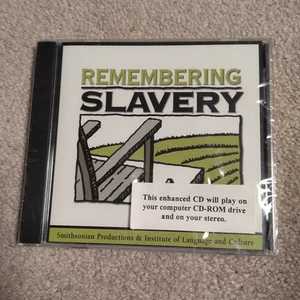 REMEMBERING
SLAVERY
This enhanced CD will play on
your computer CD-ROM drive
and on your stereo.
Smithsonian Productions & Institute of Language and Culture